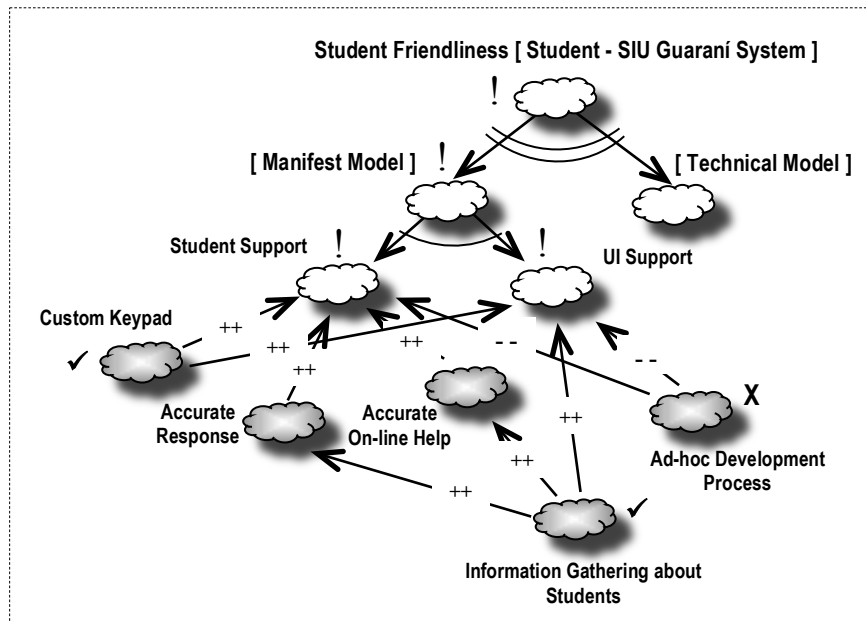 Student Friendliness [ Student - SIU Guaraní System ]
!
[ Manifest Model ]
!
[ Technical Model ]
Student Support
!
!
UI Support
Custom Keypad
++
++
++
++
- -
- -
✓
X
Accurate
Response
Accurate
On-line Help
++
Ad-hoc Development
Process
++
++
✓
Information Gathering about
Students